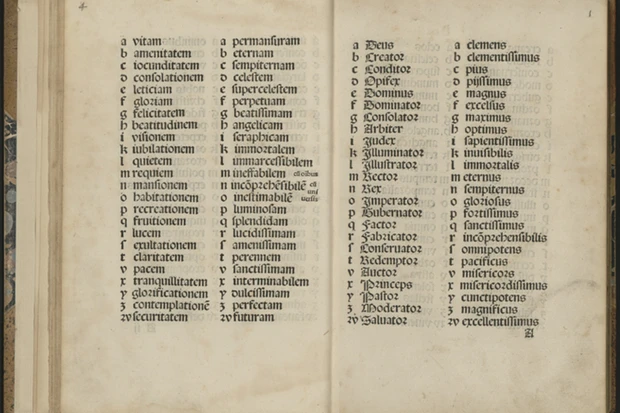 4
a vitam
b amenitatem
c iocunditatem
d consolationem
e leticiam
f gloriam
g felicitatem
h beatitudinem
i visionem
k iubilationem
l quietem
m requiem
n mansionem
o habitationem
p recreationem
q fruitionem
r lucem
s exultationem
t claritatem
v pacem
x tranquillitatem
y glorificationem
z contemplationē
w securitatem
a permansuram
b eternam
c sempiternam
d celestem
e supercelestem
f perpetuam
g beatissimam
h angelicam
i seraphicam
k immortalem
l immarcessibilem
m ineffabilem
n incōprehēsibilē
o inestimabilē
p luminosam
q splendidam
r lucidissimam
s amenissimam
t perennem
v sanctissimam
x interminabilem
y dulcissimam
z perfectam
w futuram
1
a Deus
b Creator
c Conditor
d Opifex
e Dominus
f Dominator
g Consolator
h Arbiter
i Iudex
k Illuminator
l Illustrator
m Rector
n Rex
o Imperator
p Gubernator
q Factor
r Fabricator
s Conseruator
t Redemptor
v Auctor
x Princeps
y Pastor
z Moderator
w Saluator
a clemens
b clementissimus
c pius
d pijssimus
e magnus
f excelsus
g maximus
h optimus
i sapientissimus
k inuisibilis
l immortalis
m eternus
n sempiternus
o gloriosus
p fortissimus
q sanctissimus
r incōprehensibilis
s omnipotens
t pacificus
v misericors
x misericordissimus
y cunctipotens
z magnificus
w excellentissimus
A